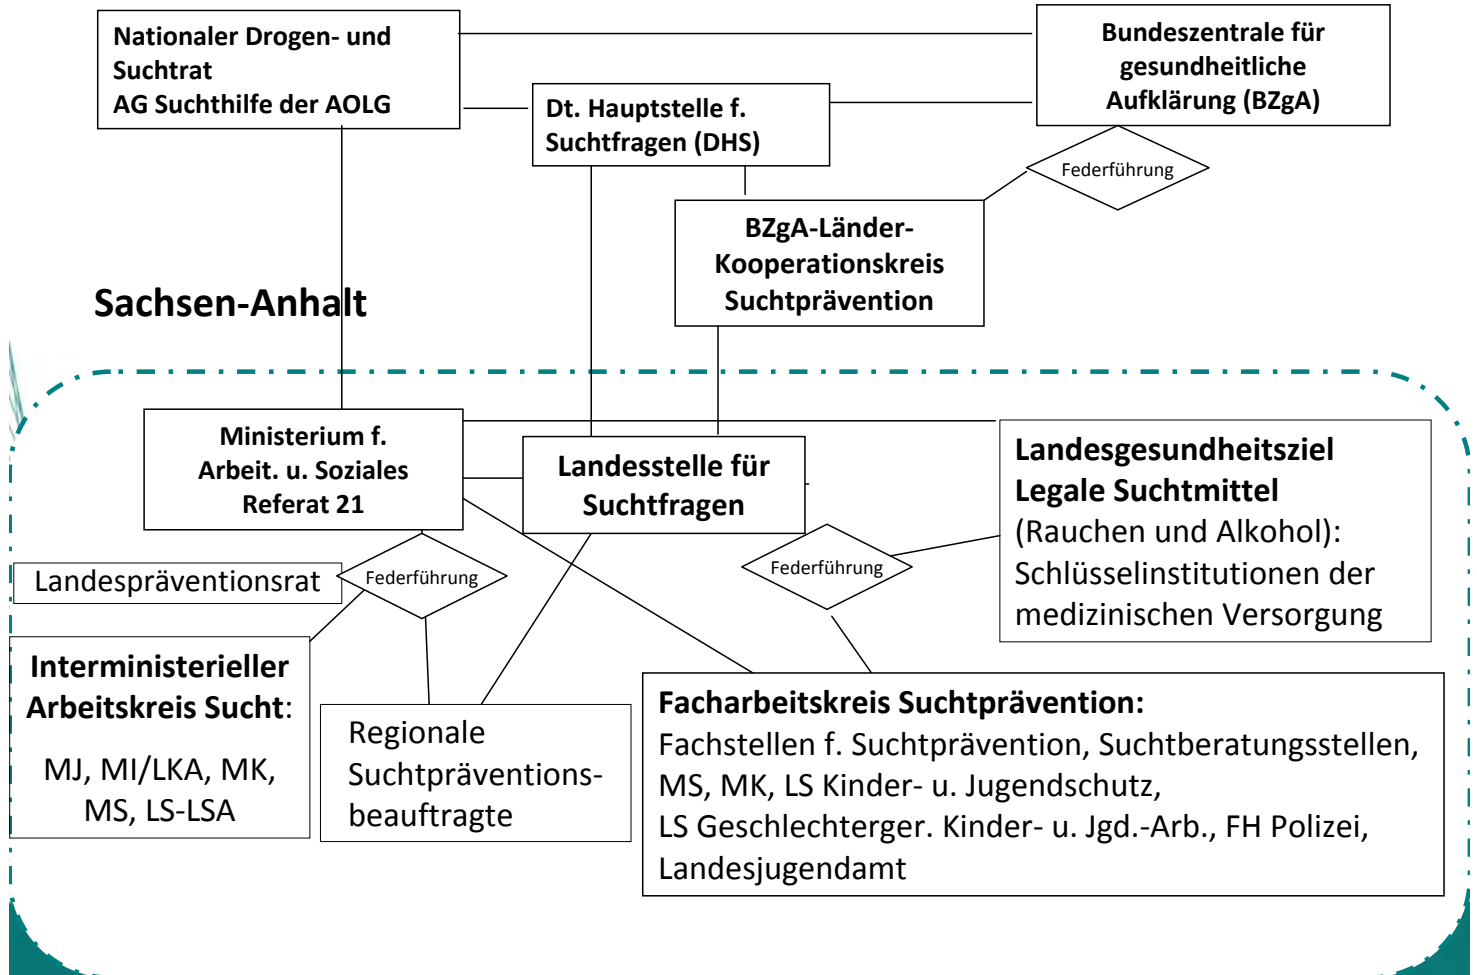 Nationaler Drogen- und
Suchtrat
AG Suchthilfe der AOLG
Bundeszentrale für
gesundheitliche
Aufklärung (BZgA)
Dt. Hauptstelle f.
Suchtfragen (DHS)
Federführung
BZgA-Länder-
Kooperationskreis
Suchtprävention
Sachsen-Anhalt
Ministerium f.
Arbeit. u. Soziales
Referat 21
Landesstelle für
Suchtfragen
Landesgesundheitsziel
Legale Suchtmittel
(Rauchen und Alkohol):
Schlüsselinstitutionen der
medizinischen Versorgung
Landespräventionsrat
Federführung
Federführung
Interministerieller
Arbeitskreis Sucht:
MJ, MI/LKA, MK,
MS, LS-LSA
Regionale
Suchtpräventions-
beauftragte
Facharbeitskreis Suchtprävention:
Fachstellen f. Suchtprävention, Suchtberatungsstellen,
MS, MK, LS Kinder- u. Jugendschutz,
LS Geschlechterger. Kinder- u. Jgd.-Arb., FH Polizei,
Landesjugendamt